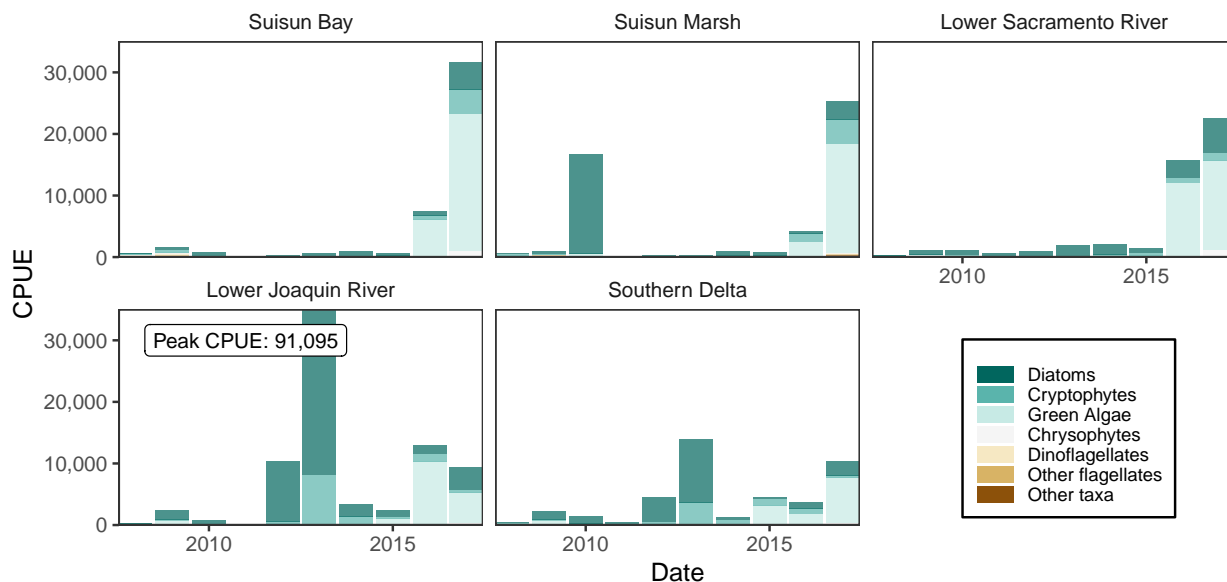 Suisun Bay
Suisun Marsh
Lower Sacramento River
30,000
20,000
10,000
0
2010
2015
CPUE
Lower Joaquin River
Southern Delta
30,000
20,000
10,000
0
Peak CPUE: 91,095
2010
2015
2010
2015
Date
Diatoms
Cryptophytes
Green Algae
Chrysophytes
Dinoflagellates
Other flagellates
Other taxa